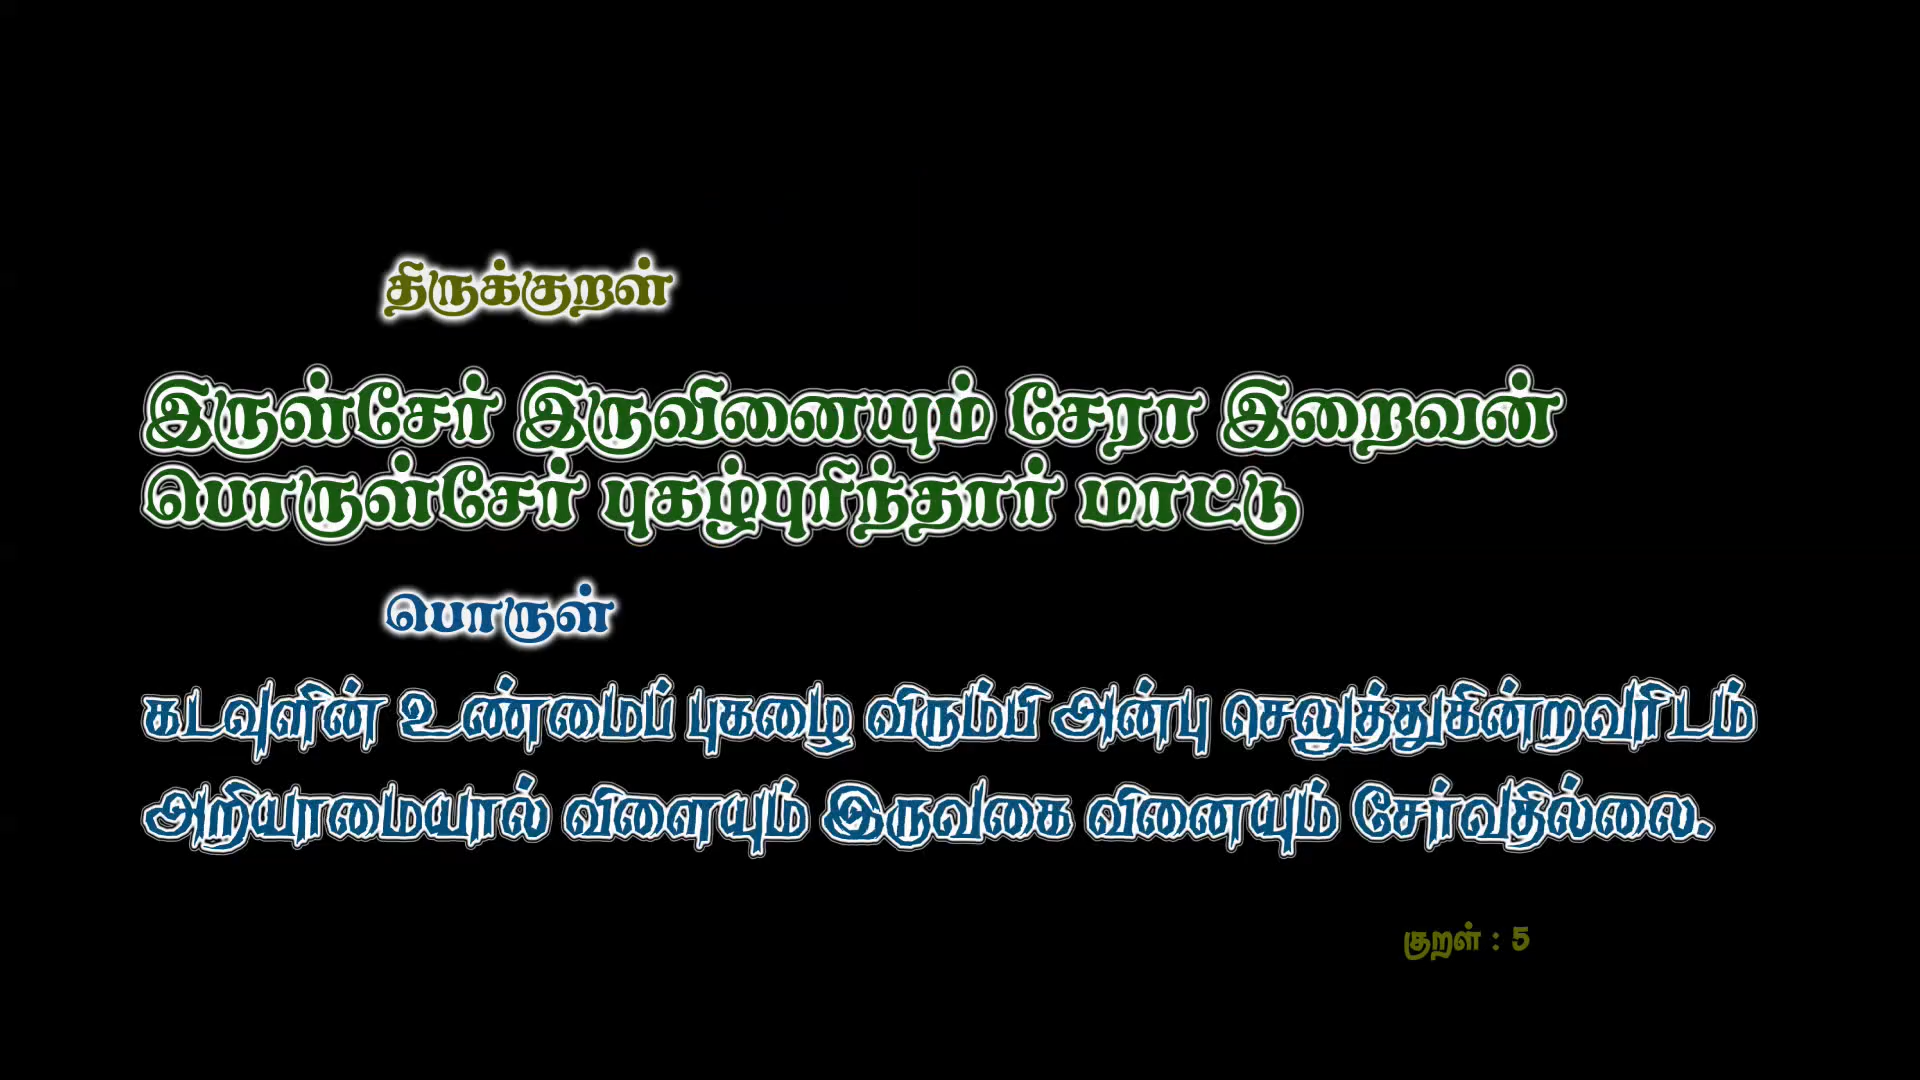 திருக்குறள்
இருள்சேர் இருவினையும் சேரா இறைவன்
பொருள்சேர் புகழ்புரிந்தார் மாட்டு
பொருள்
கடவுளின் உண்மைப் புகழை விரும்பி அன்பு செலுத்துகின்றவரிடம்
அறியாமையால் விளையும் இருவகை வினையும் சேர்வதில்லை.
குறள் : 5